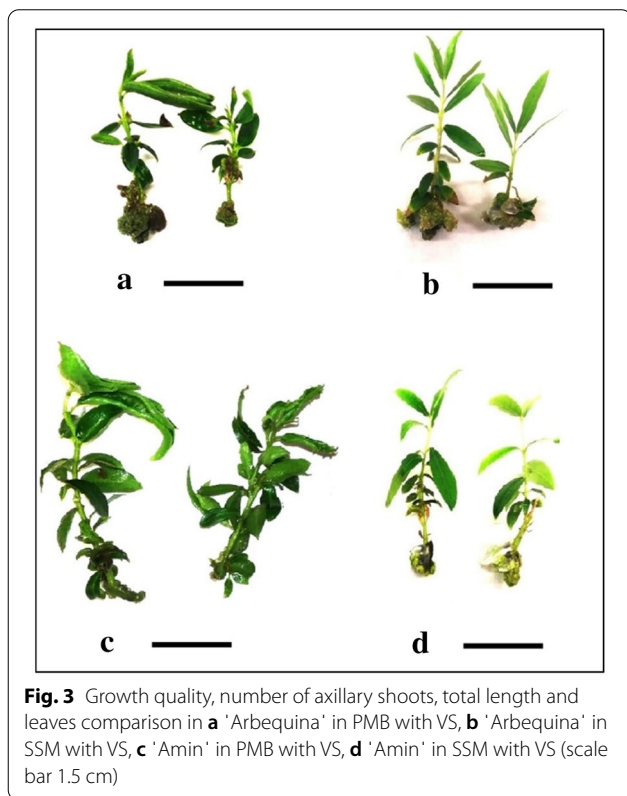 a
b
c
d
Fig. 3 Growth quality, number of axillary shoots, total length and
leaves comparison in a 'Arbequina' in PMB with VS, b 'Arbequina' in
SSM with VS, c 'Amin' in PMB with VS, d 'Amin' in SSM with VS (scale
bar 1.5 cm)